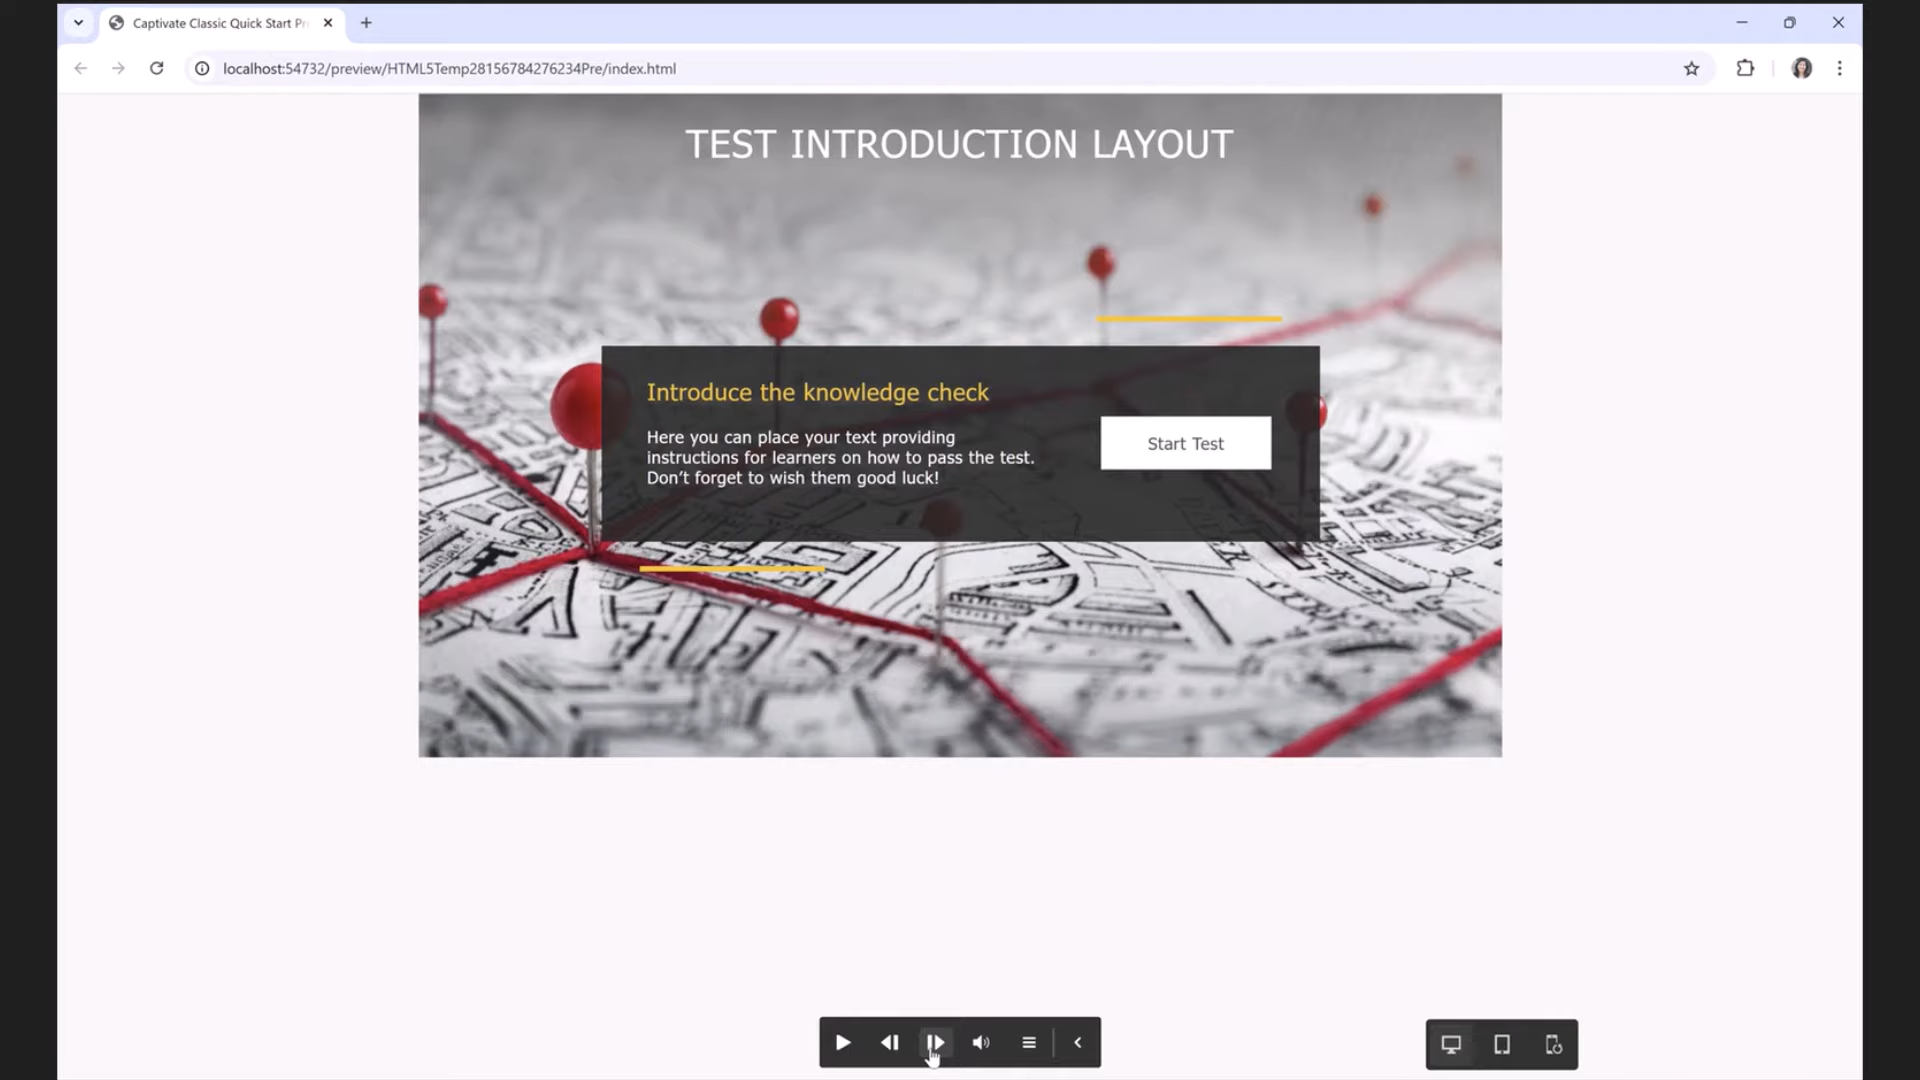 Captivate Classic Quick Start Pr
localhost:54732/preview/HTML5Temp28156784276234Pre/index.html
TEST INTRODUCTION LAYOUT
Introduce the knowledge check
Here you can place your text providing
instructions for learners on how to pass the test.
Don’t forget to wish them good luck!
Start Test